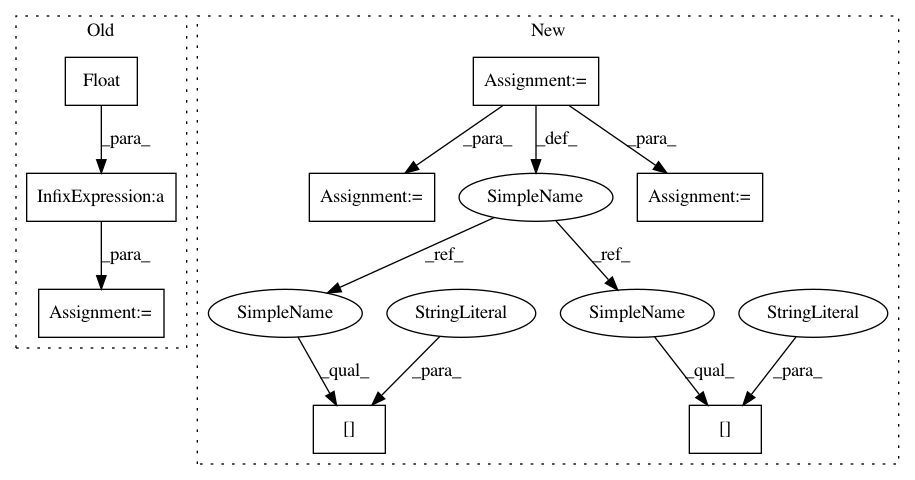 Old
New
Float
Assignment:=
_para_
_para_
_def_
_para_
InfixExpression:a
Assignment:=
SimpleName
Assignment:=
_para_
_ref_
_ref_
Assignment:=
SimpleName
StringLiteral
SimpleName
StringLiteral
_qual_
_para_
_qual_
_para_
[]
[]